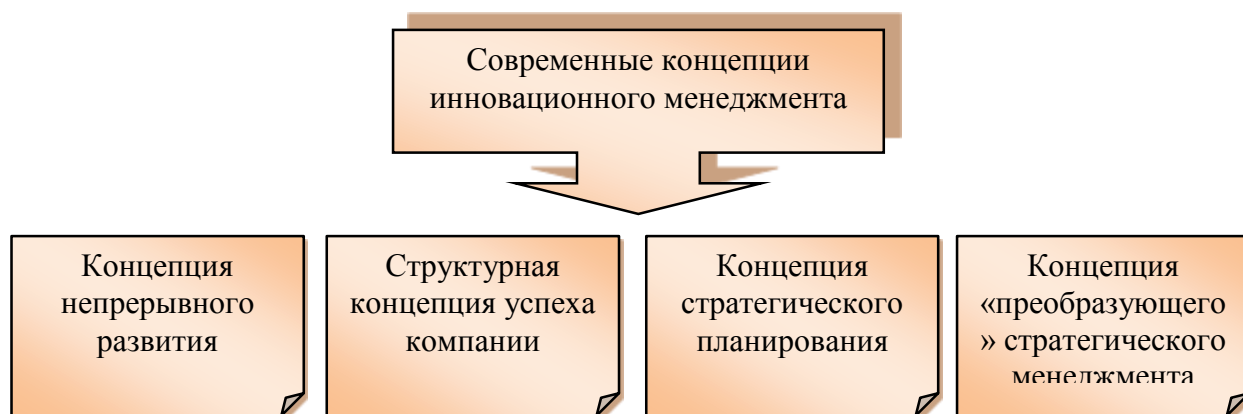 Современные концепции
инновационного менеджмента
Концепция
непрерывного
развития
Структурная
концепция успеха
компании
Концепция
стратегического
планирования
Концепция
«преобразующего
» стратегического
менеджмента